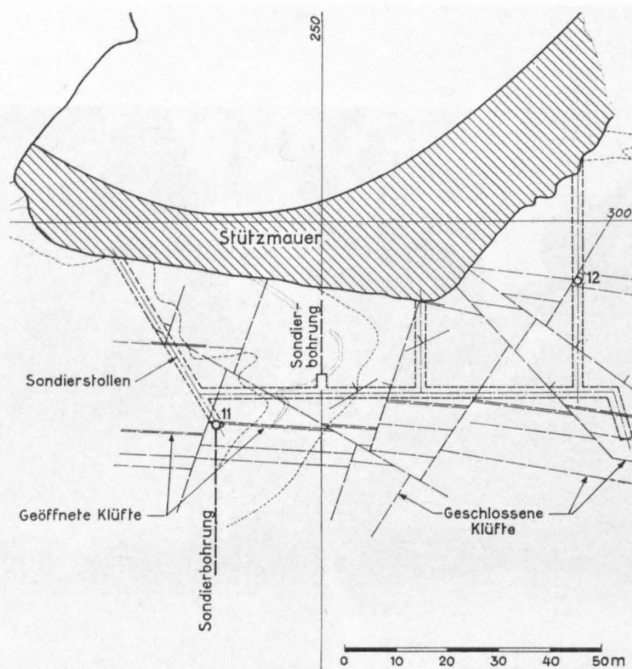 250
300
Stützmauer
12
Sondier-
bohrung
Sondierstollen
11
Geöffnete Klüfte
Geschlossene
Klüfte
Sondierbohrung
0 10 20 30 40 50m